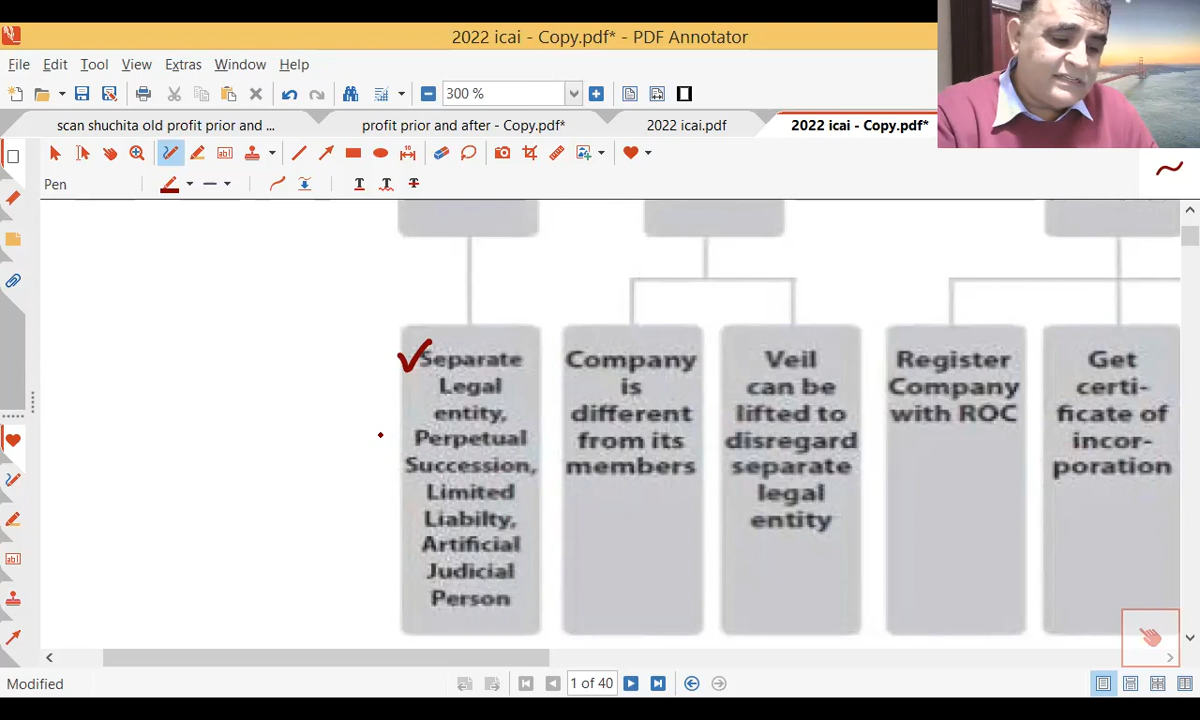 2022 icai - Copy.pdf* - PDF Annotator
File Edit Tool View Extras Window Help
300 %
scan shuchita old profit prior and ...
profit prior and after - Copy.pdf*
2022 icai.pdf
2022 icai - Copy.pdf*
Pen
Separate
Legal
entity,
Perpetual
Succession,
Limited
Liabilty,
Artificial
Judicial
Person
Company
is
different
from its
members
Veil
can be
lifted to
disregard
separate
legal
entity
Register
Company
with ROC
Get
certi-
ficate of
incor-
poration
Modified
1 of 40